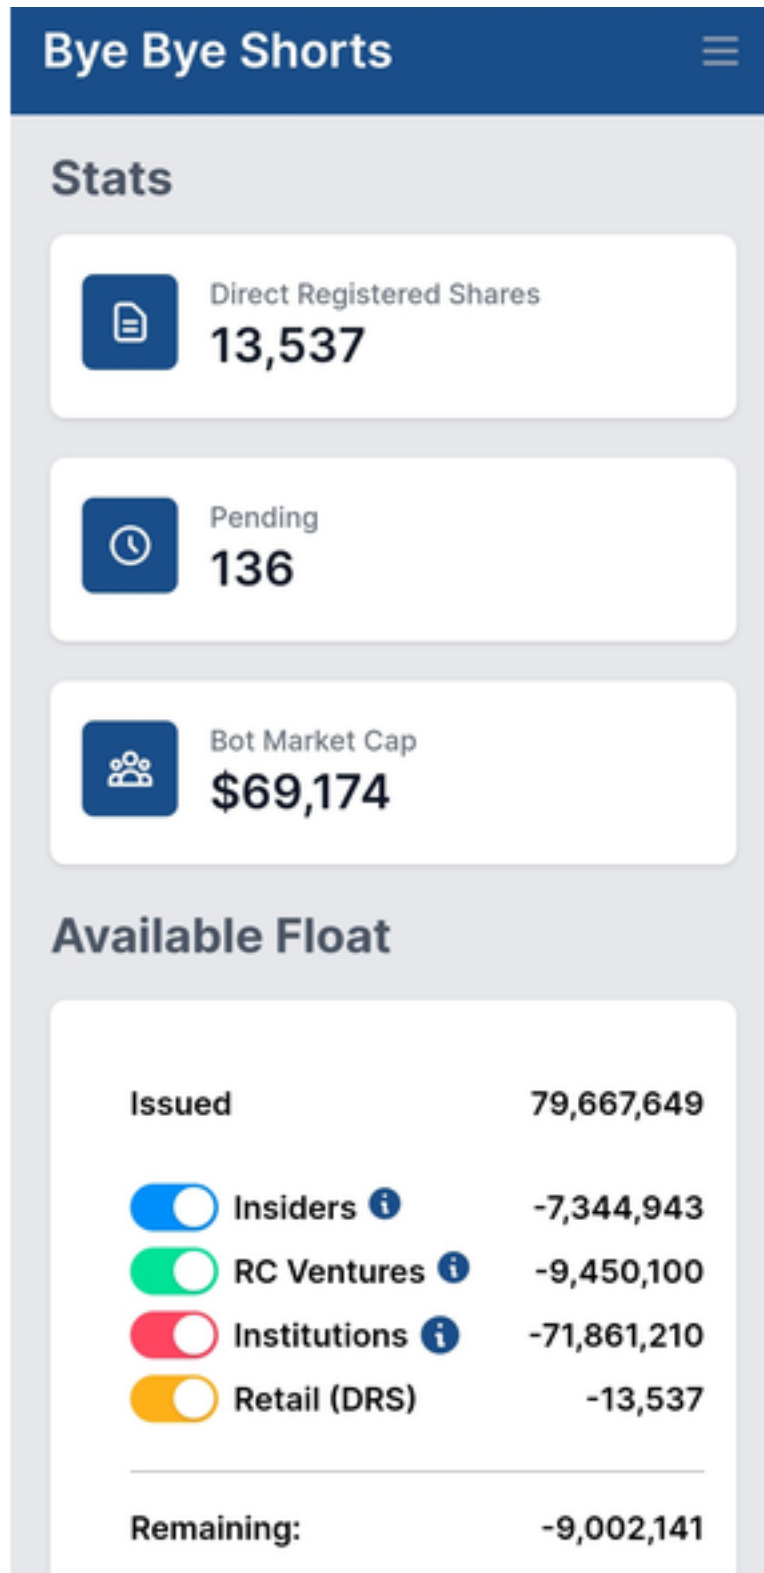 Bye Bye Shorts
Stats
Direct Registered Shares
13,537
Pending
136
Bot Market Cap
$69,174
Available Float
Issued 79,667,649
Insiders -7,344,943
RC Ventures -9,450,100
Institutions -71,861,210
Retail (DRS) -13,537
Remaining: -9,002,141